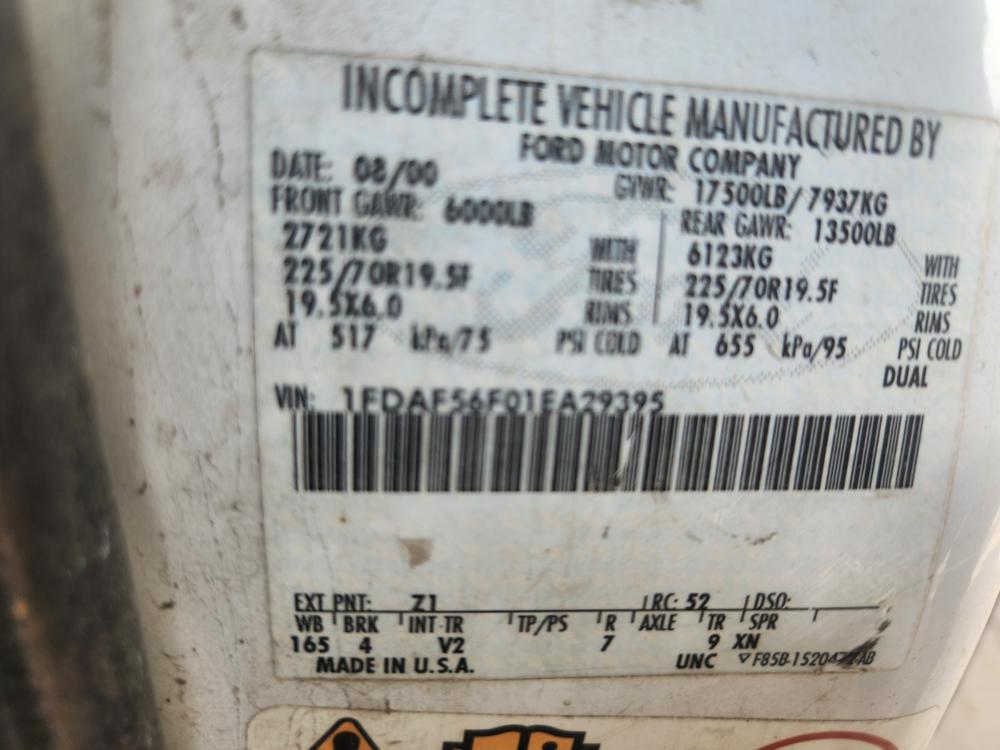 INCOMPLETE VEHICLE MANUFACTURED BY
FORD MOTOR COMPANY
DATE: 08/00 GVWR: 17500LB/7937KG
FRONT GAWR: 6000LB REAR GAWR: 13500LB
2721KG WITH 6123KG WITH
225/70R19.5F TIRES 225/70R19.5F TIRES
19.5X6.0 RIMS 19.5X6.0 RIMS
AT 517 kPa/75 PSI COLD AT 655 kPa/95 PSI COLD
DUAL
VIN: 1FDAF56F01EA29395
EXT PNT: Z1 RC: 52 DSO:
WB BRK INT TR TP/PS R AXLE TR SPR
165 4 V2 7 9 XN
MADE IN U.S.A. UNC ▽F85B-1520472-AB